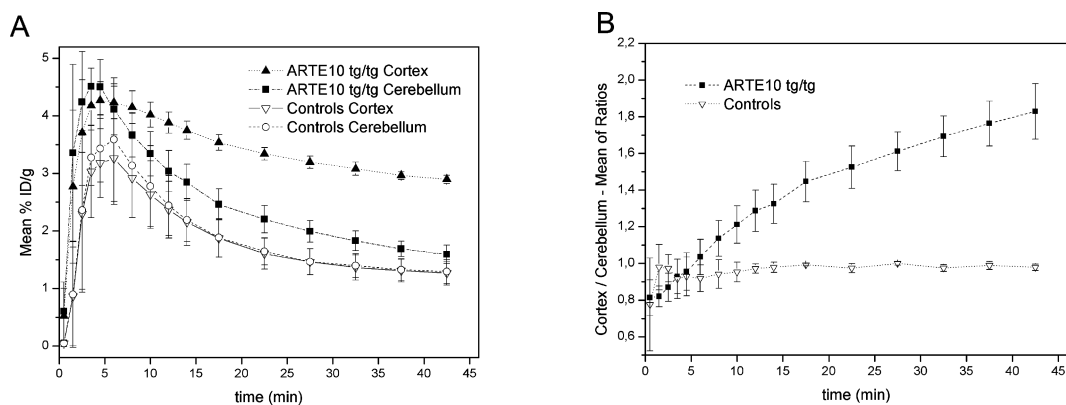 A
5
4
3
2
1
0
Mean % ID/g
0 5 10 15 20 25 30 35 40 45
time (min)
ARTE10 tg/tg Cortex
ARTE10 tg/tg Cerebellum
Controls Cortex
Controls Cerebellum
B
2,2
2,0
1,8
1,6
1,4
1,2
1,0
0,8
0,6
Cortex / Cerebellum - Mean of Ratios
0 5 10 15 20 25 30 35 40 45
time (min)
ARTE10 tg/tg
Controls